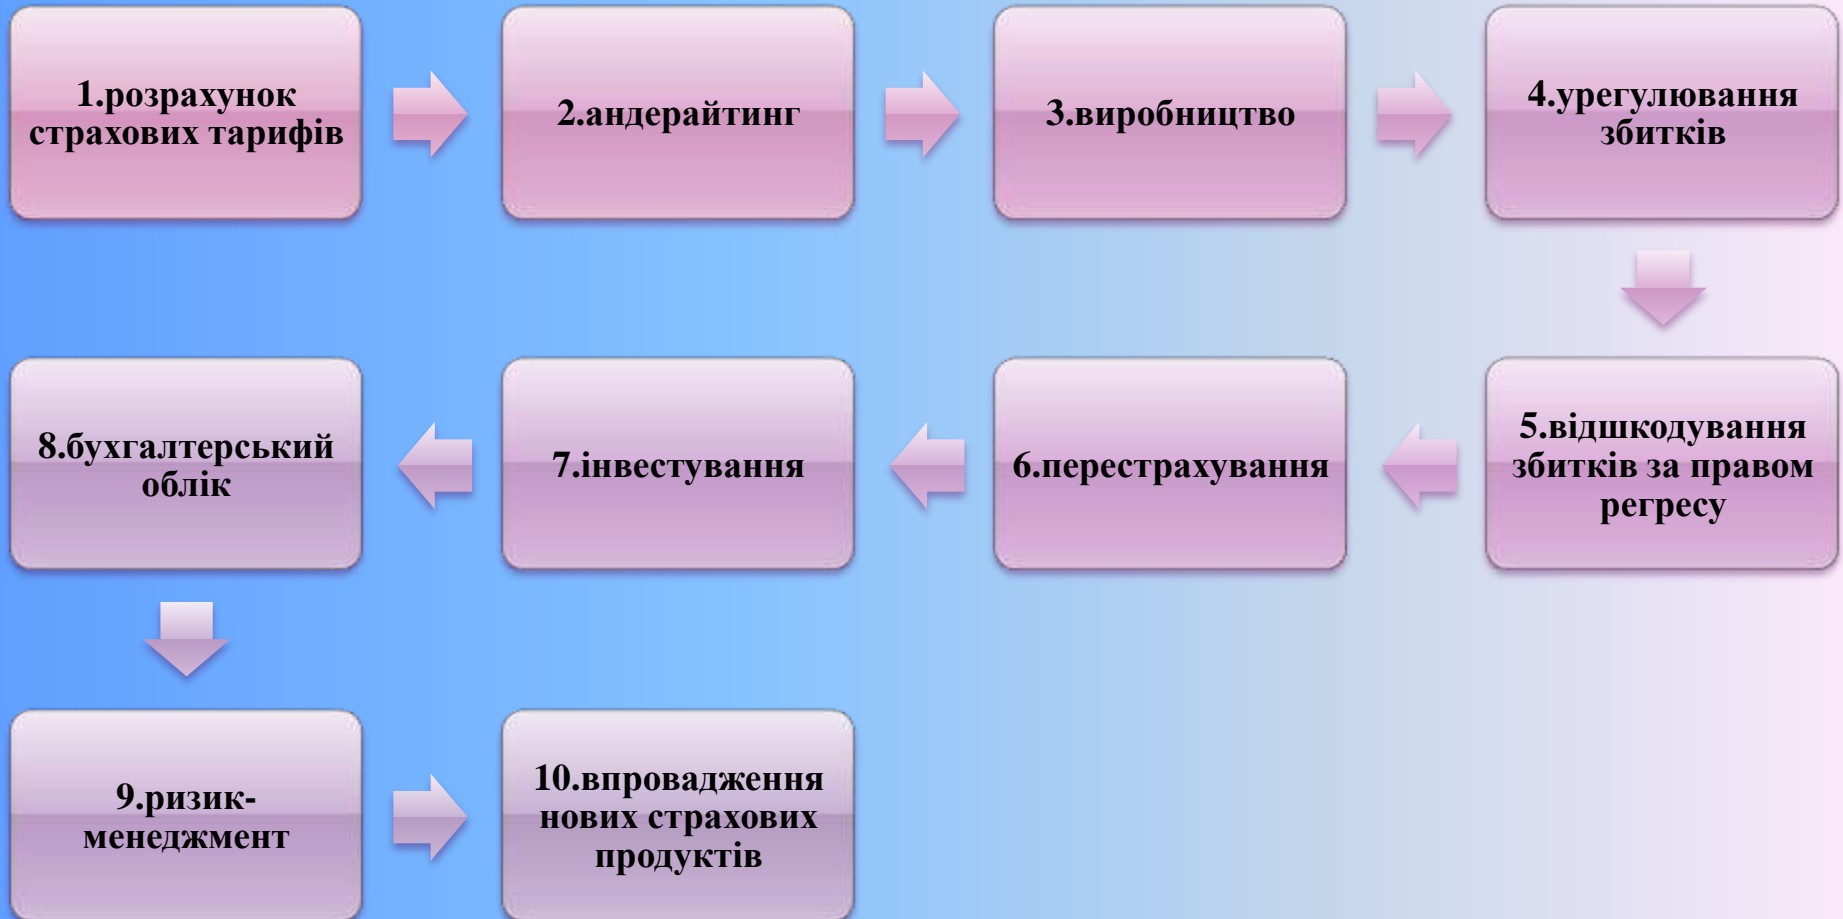 1.розрахунок
страхових тарифів
2.андерайтинг
3.виробництво
4.урегулювання
збитків
5.відшкодування
збитків за правом
регресу
6.перестрахування
7.інвестування
8.бухгалтерський
облік
9.ризик-
менеджмент
10.впровадження
нових страхових
продуктів